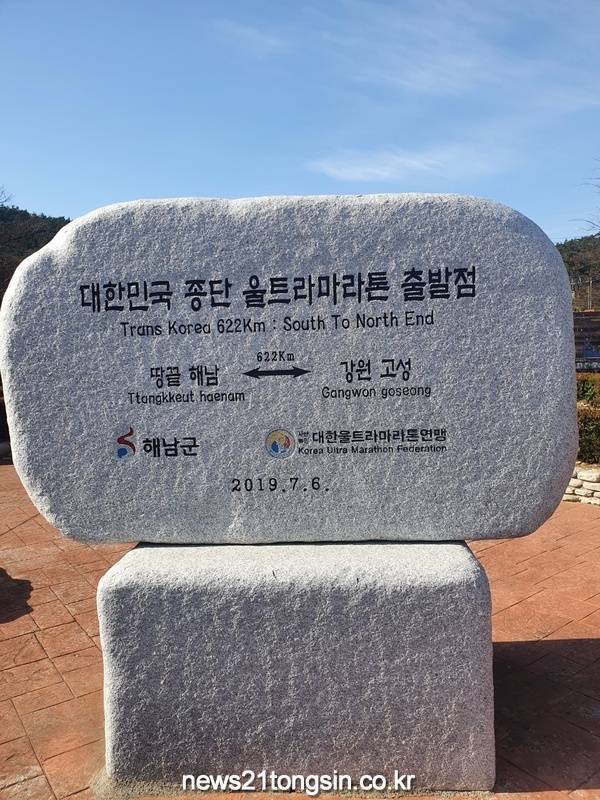 대한민국 종단 울트라마라톤 출발점
Trans Korea 622Km : South To North End
622Km
땅끝 해남 강원 고성
Ttongkkeut haenam Gangwon goseong
해남군 대한울트라마라톤연맹
Korea Ultra Marathon Federation
2019.7.6.
news21tongsin.co.kr